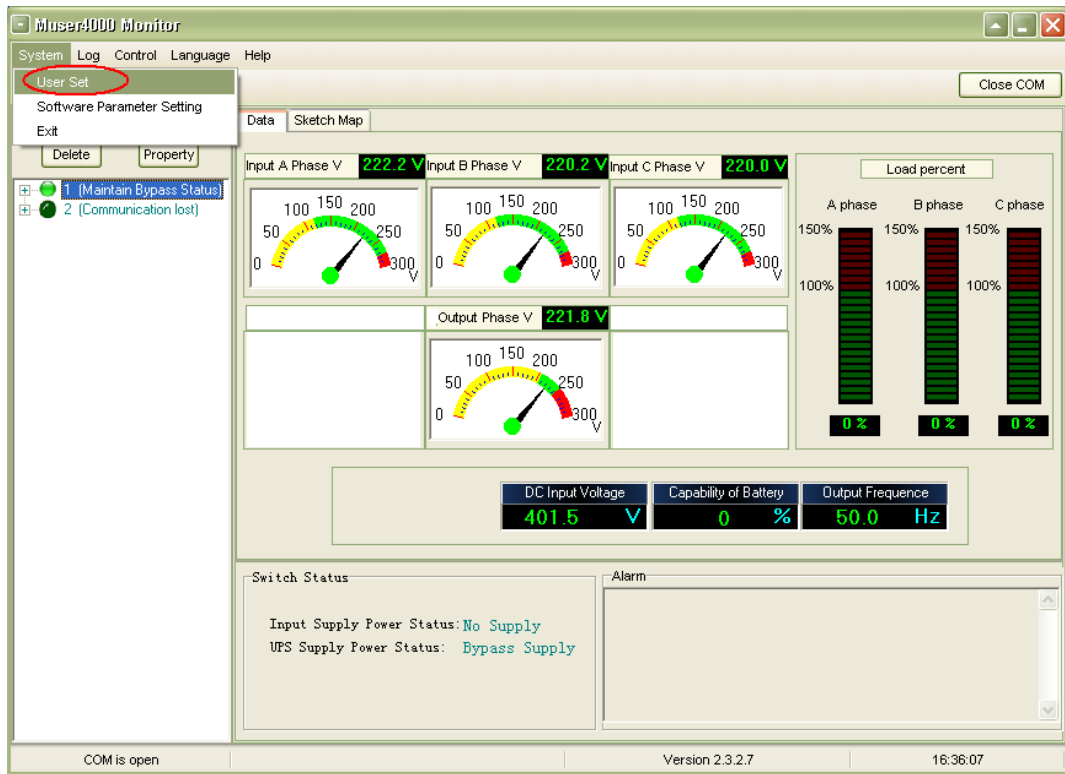 Muser4000 Monitor
System Log Control Language Help
User Set
Software Parameter Setting
Exit
Close COM
Delete Property
1 (Maintain Bypass Status)
2 (Communication lost)
Data Sketch Map
Input A Phase V 222.2 V Input B Phase V 220.2 V Input C Phase V 220.0 V
0 50 100 150 200 250 300 V
0 50 100 150 200 250 300 V
0 50 100 150 200 250 300 V
Output Phase V 221.8 V
0 50 100 150 200 250 300 V
Load percent
A phase B phase C phase
150% 150% 150%
100% 100% 100%
0 % 0 % 0 %
DC Input Voltage Capability of Battery Output Frequence
401.5 V 0 % 50.0 Hz
Switch Status
Input Supply Power Status: No Supply
UPS Supply Power Status: Bypass Supply
Alarm
COM is open Version 2.3.2.7 16:36:07